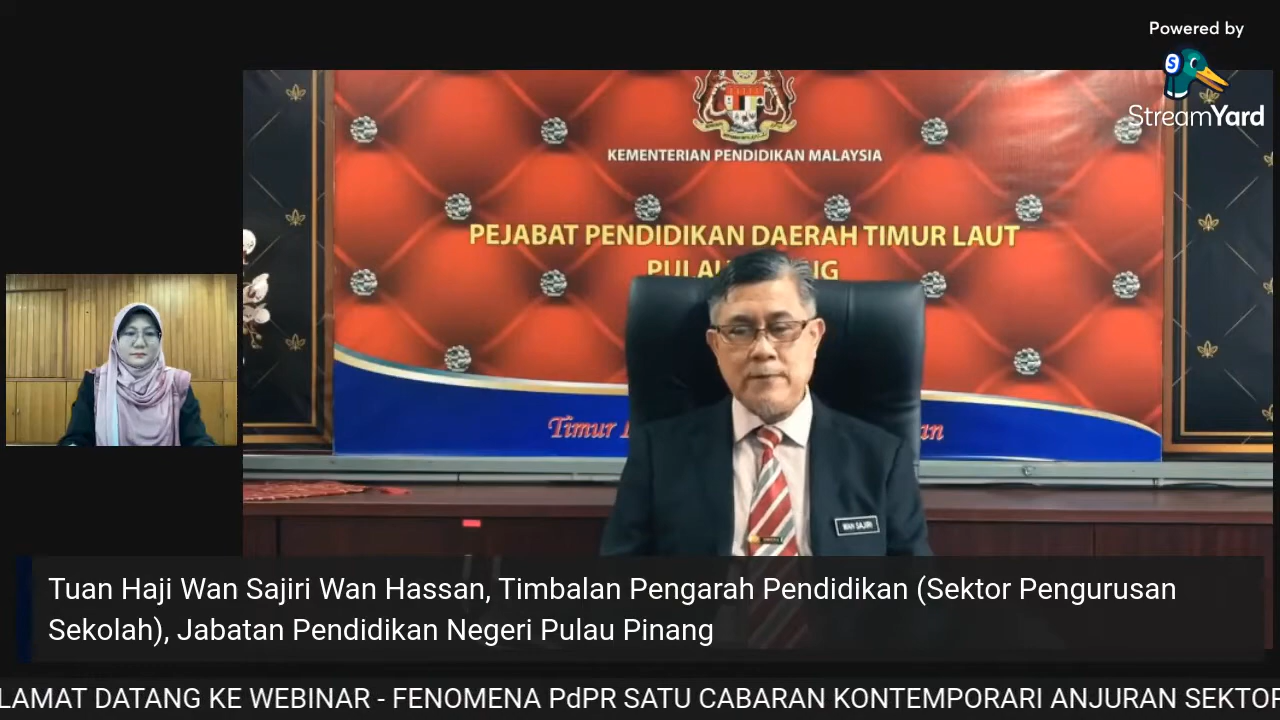 Powered by
StreamYard
KEMENTERIAN PENDIDIKAN MALAYSIA
PEJABAT PENDIDIKAN DAERAH TIMUR LAUT
Timur
WAN SAJIRI
Tuan Haji Wan Sajiri Wan Hassan, Timbalan Pengarah Pendidikan (Sektor Pengurusan
Sekolah), Jabatan Pendidikan Negeri Pulau Pinang
LAMAT DATANG KE WEBINAR - FENOMENA PdPR SATU CABARAN KONTEMPORARI ANJURAN SEKTOR